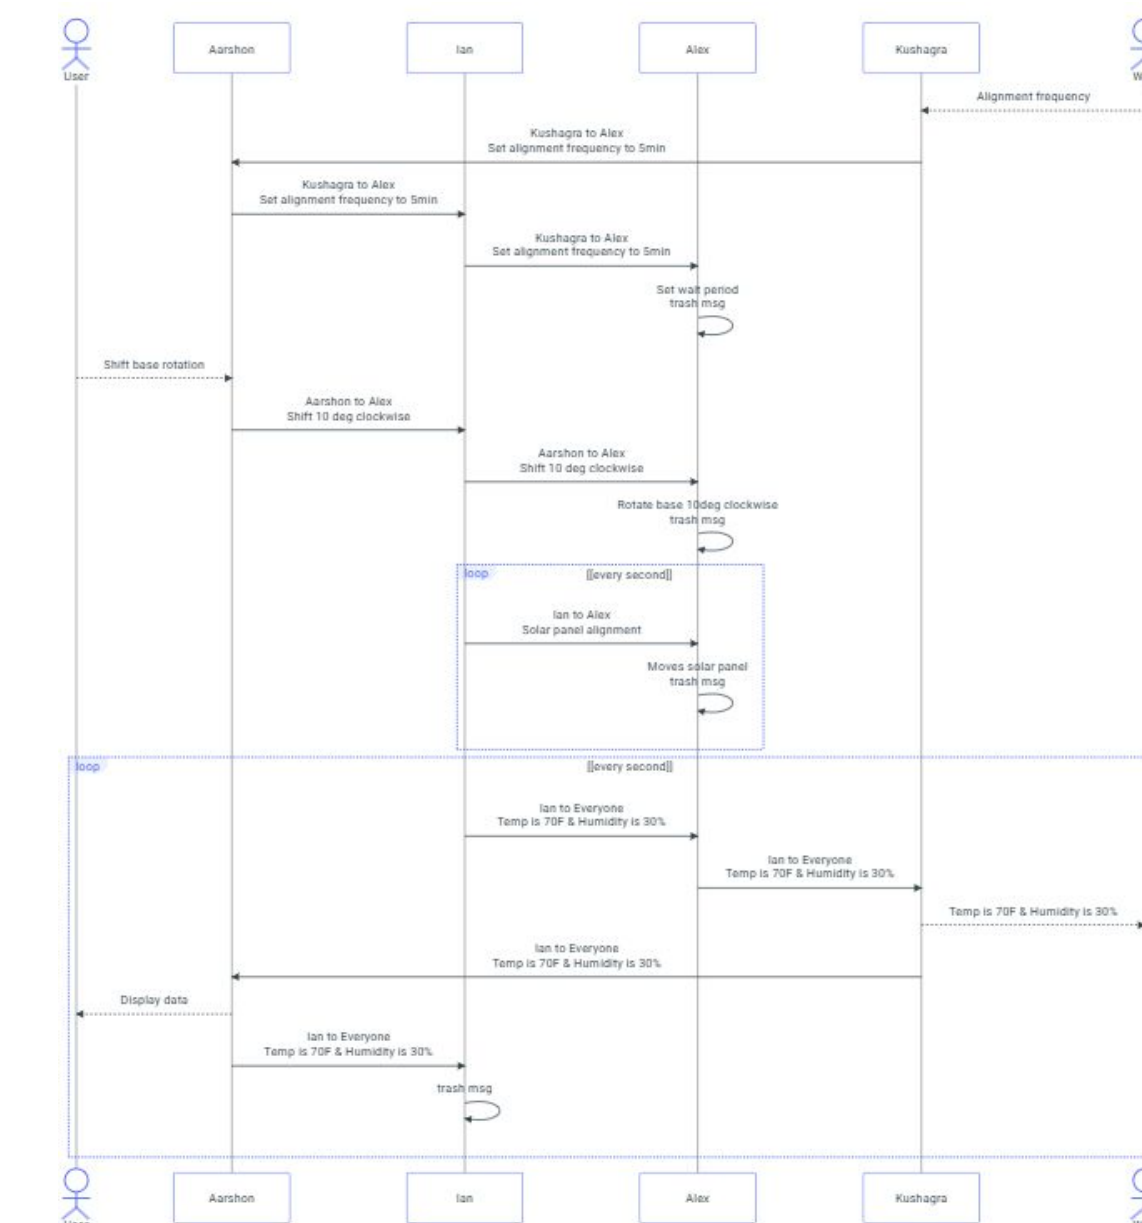 User
Aarshon
Ian
Alex
Kushagra
W
Alignment frequency
Kushagra to Alex
Set alignment frequency to 5min
Kushagra to Alex
Set alignment frequency to 5min
Kushagra to Alex
Set alignment frequency to 5min
Set wait period
trash msg
Shift base rotation
Aarshon to Alex
Shift 10 deg clockwise
Aarshon to Alex
Shift 10 deg clockwise
Rotate base 10deg clockwise
trash msg
loop
[[every second]]
Ian to Alex
Solar panel alignment
Moves solar panel
trash msg
loop
[[every second]]
Ian to Everyone
Temp is 70F & Humidity is 30%
Ian to Everyone
Temp is 70F & Humidity is 30%
Temp is 70F & Humidity is 30%
Ian to Everyone
Temp is 70F & Humidity is 30%
Display data
Ian to Everyone
Temp is 70F & Humidity is 30%
trash msg
Aarshon
Ian
Alex
Kushagra